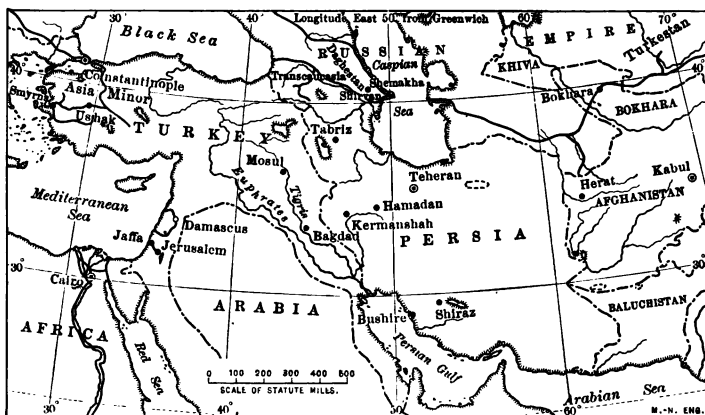 30
40
Longitude East 50 from Greenwich
60
70
Black Sea
RUSSIAN EMPIRE
Caspian Sea
Daghestan
Transcaucasia
Shemakha
Shirvan
KHIVA
Turkestan
Bokhara
BOKHARA
40
40
Constantinople
Smyrna
Asia Minor
Ushak
TURKEY
Tabriz
Mosul
Teheran
Herat
Kabul
AFGHANISTAN
Euphrates
Tigris
Hamadan
Kermanshah
Bagdad
PERSIA
Mediterranean Sea
Damascus
Jaffa
Jerusalem
30
30
Cairo
ARABIA
BALUCHISTAN
AFRICA
Bushire
Shiraz
Red Sea
Persian Gulf
0 100 200 300 400 500
SCALE OF STATUTE MILES.
Arabian Sea
30
40
50
60
M.-N. ENG.